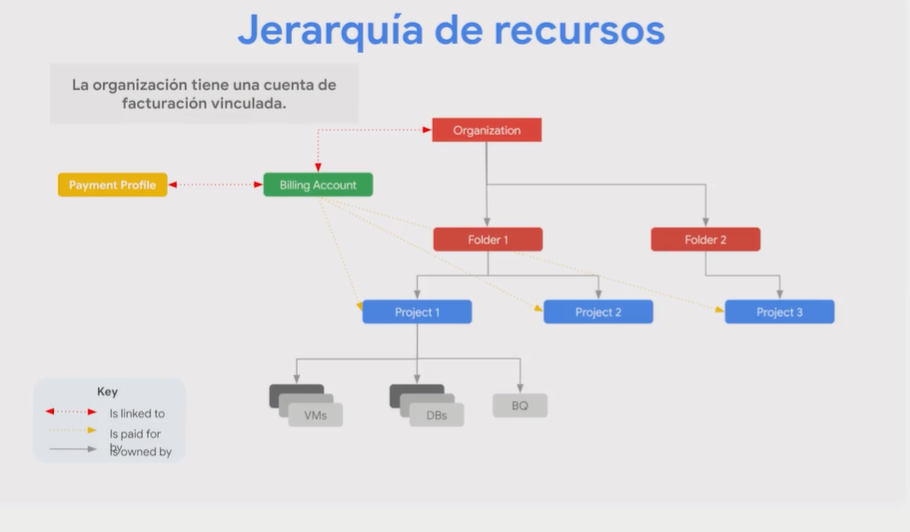 Jerarquía de recursos
La organización tiene una cuenta de
facturación vinculada.
Organization
Payment Profile
Billing Account
Folder 1
Folder 2
Project 1
Project 2
Project 3
VMs
DBs
BQ
Key
Is linked to
Is paid for
by
Is owned by